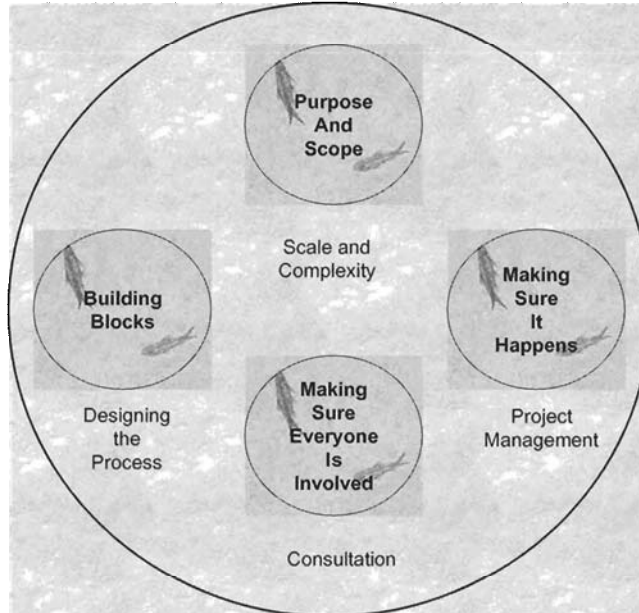 Purpose
And
Scope
Scale and
Complexity
Building
Blocks
Designing
the
Process
Making
Sure
It
Happens
Project
Management
Making
Sure
Everyone
Is
Involved
Consultation